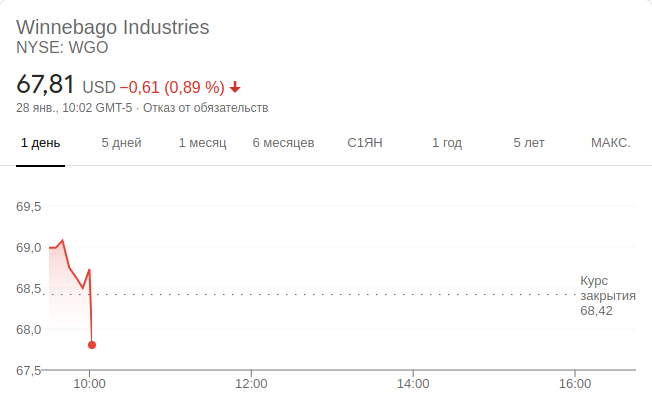 Winnebago Industries
NYSE: WGO
67,81 USD −0,61 (0,89 %)
28 янв., 10:02 GMT-5 · Отказ от обязательств
1 день 5 дней 1 месяц 6 месяцев С1ЯН 1 год 5 лет МАКС.
69,5
69,0
68,5
68,0
67,5
Курс
закрытия
68,42
10:00 12:00 14:00 16:00